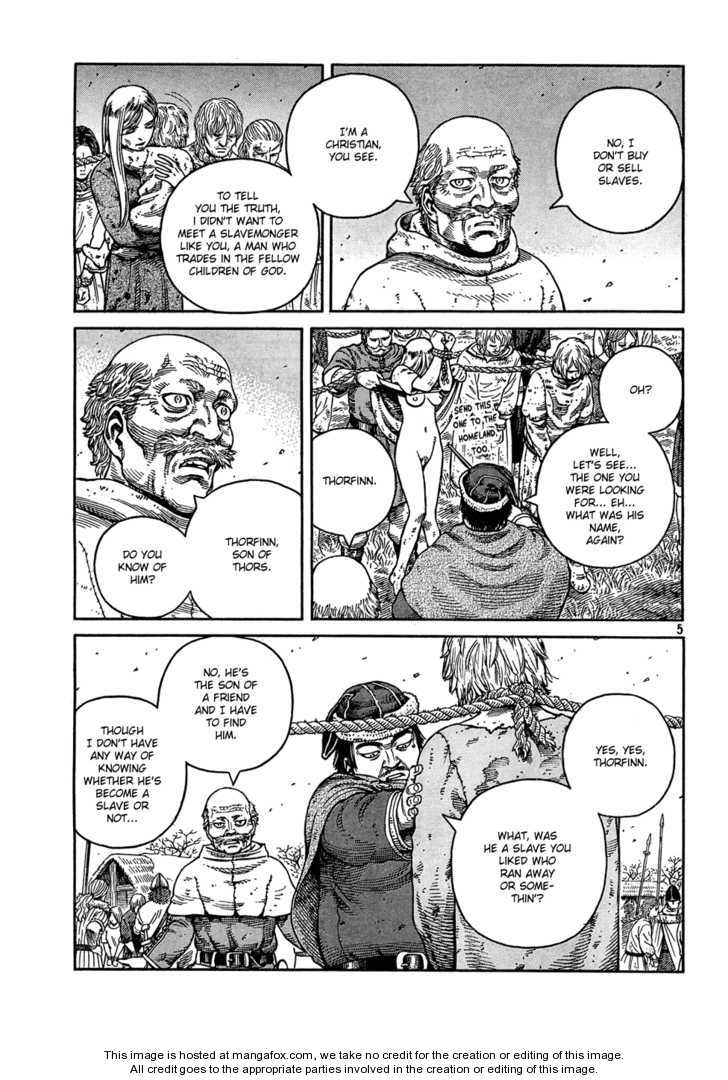 NO, I
DON'T BUY
OR SELL
SLAVES.
I'M A
CHRISTIAN,
YOU SEE.
TO TELL
YOU THE TRUTH,
I DIDN'T WANT TO
MEET A SLAVEMONGER
LIKE YOU, A MAN WHO
TRADES IN THE FELLOW
CHILDREN OF GOD.
OH?
WELL,
LET'S SEE...
THE ONE YOU
WERE LOOKING
FOR... EH...
WHAT WAS HIS
NAME,
AGAIN?
SEND THIS
ONE TO THE
HOMELAND,
TOO.
THORFINN.
THORFINN,
SON OF
THORS.
DO YOU
KNOW OF
HIM?
5
YES, YES,
THORFINN.
WHAT, WAS
HE A SLAVE YOU
LIKED WHO
RAN AWAY
OR SOME-
THIN'?
NO, HE'S
THE SON OF
A FRIEND
AND I HAVE
TO FIND
HIM.
THOUGH
I DON'T HAVE
ANY WAY OF
KNOWING
WHETHER HE'S
BECOME A
SLAVE OR
NOT...
This image is hosted at mangafox.com, we take no credit for the creation or editing of this image.
All credit goes to the appropriate parties involved in the creation or editing of this image.